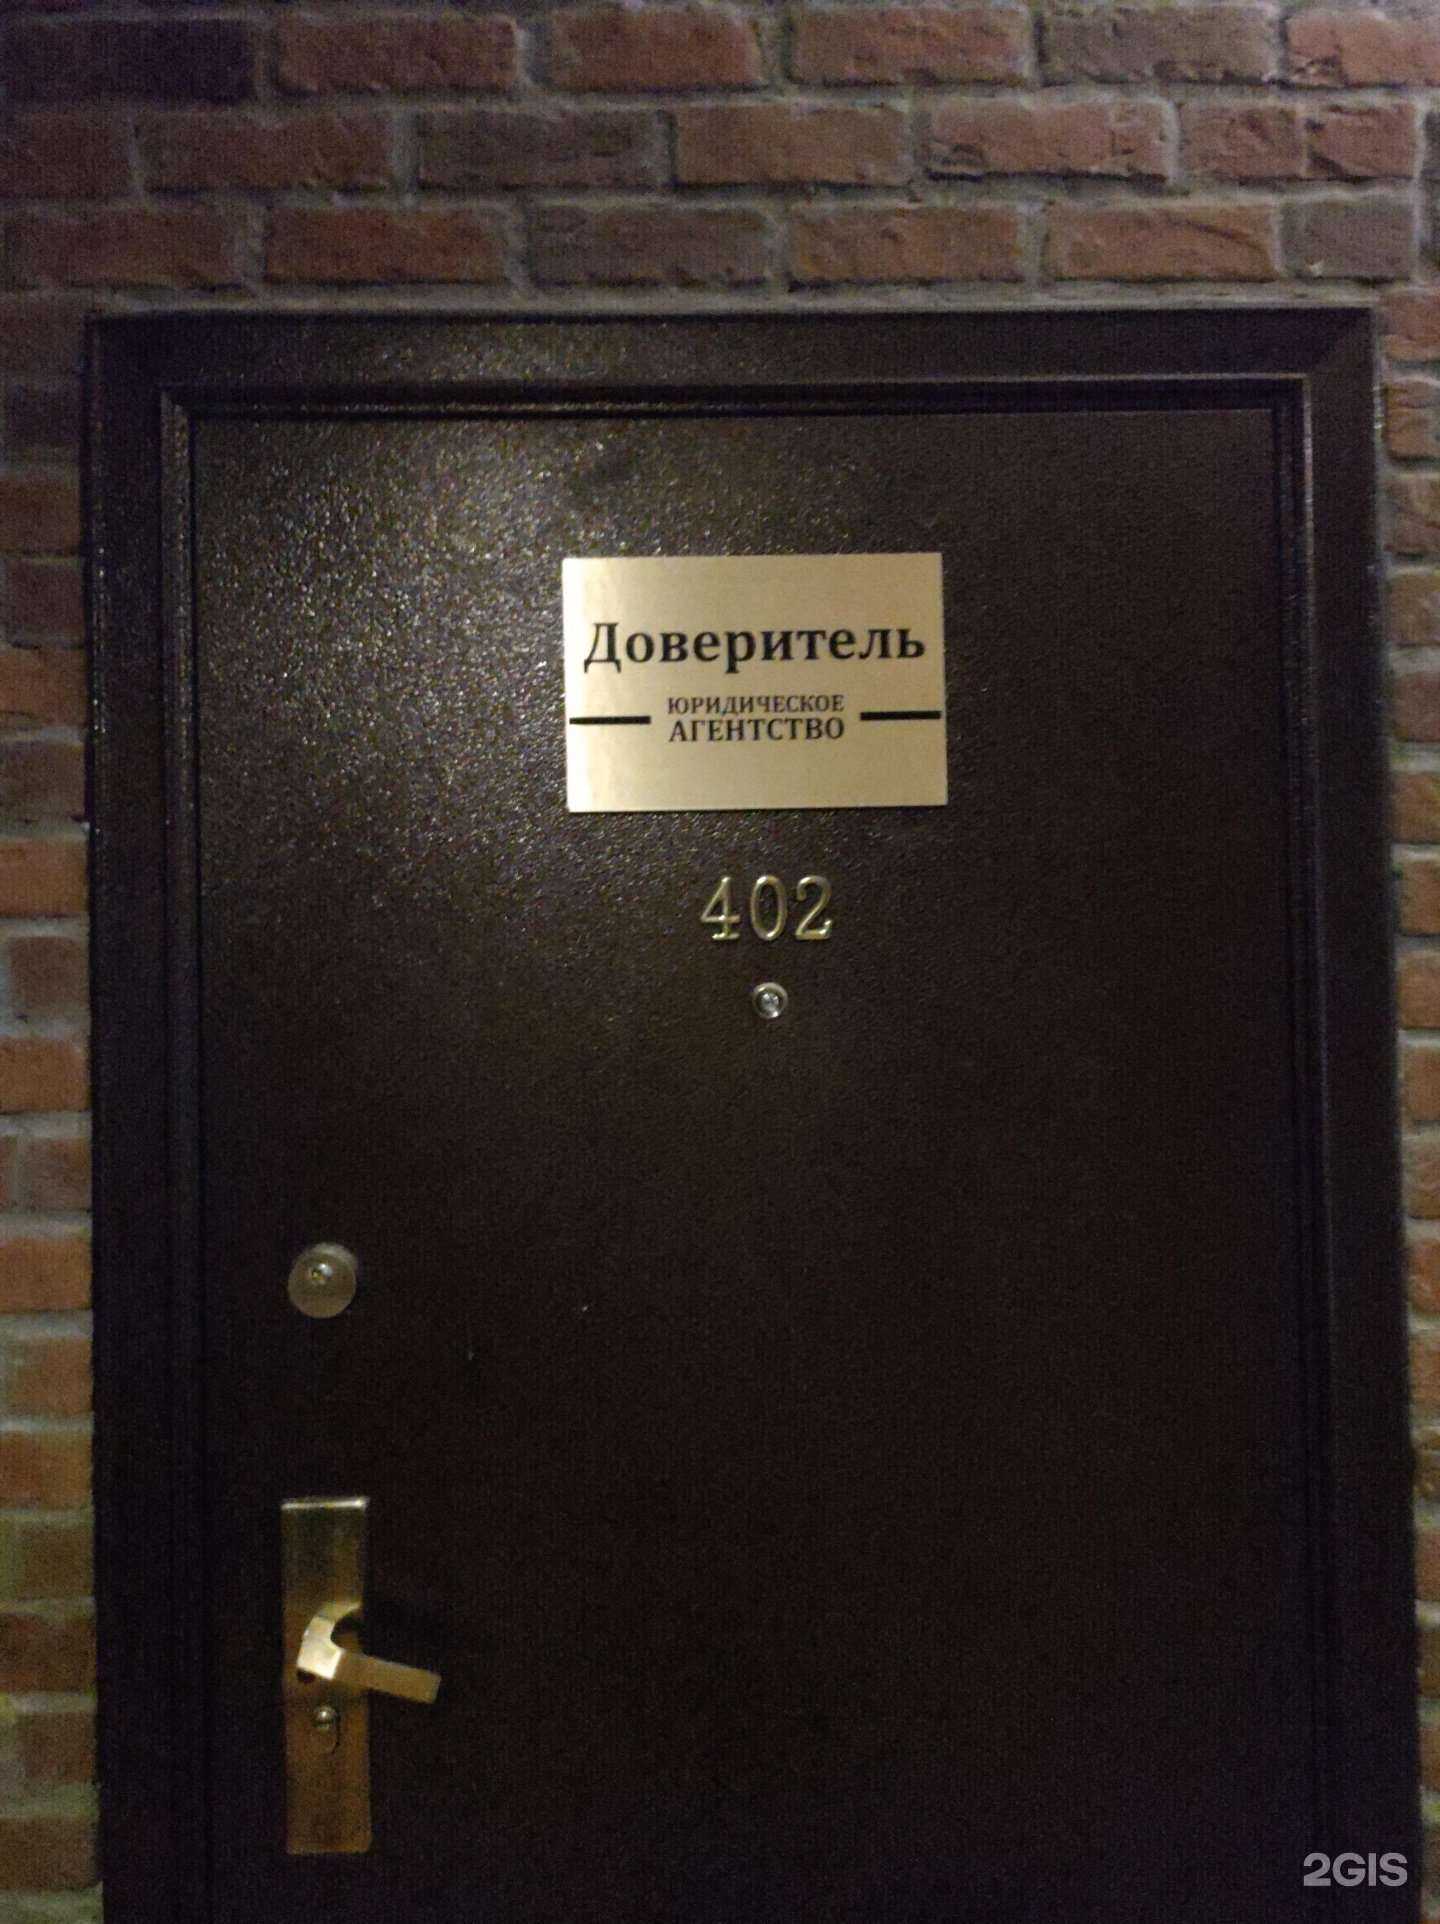 Доверитель
ЮРИДИЧЕСКОЕ
АГЕНТСТВО
402
2GIS